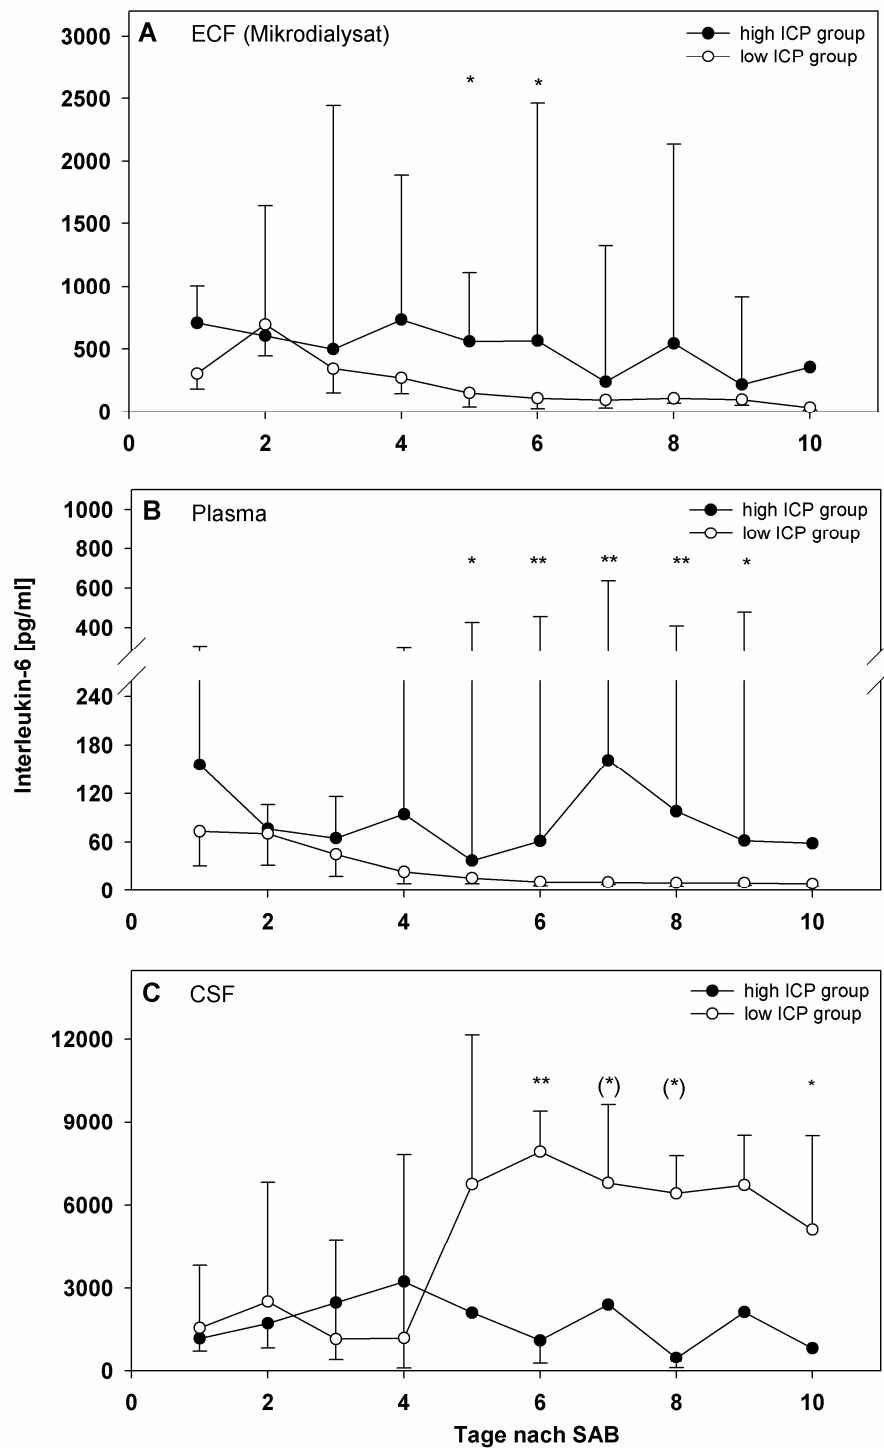 A ECF (Mikrodialysat)
high ICP group
low ICP group
3000
2500
2000
1500
1000
500
0
* *
0 2 4 6 8 10
B Plasma
high ICP group
low ICP group
1000
800
600
400
240
180
120
60
0
* ** ** ** *
0 2 4 6 8 10
Interleukin-6 [pg/ml]
C CSF
high ICP group
low ICP group
12000
9000
6000
3000
0
** (*) (*) *
0 2 4 6 8 10
Tage nach SAB